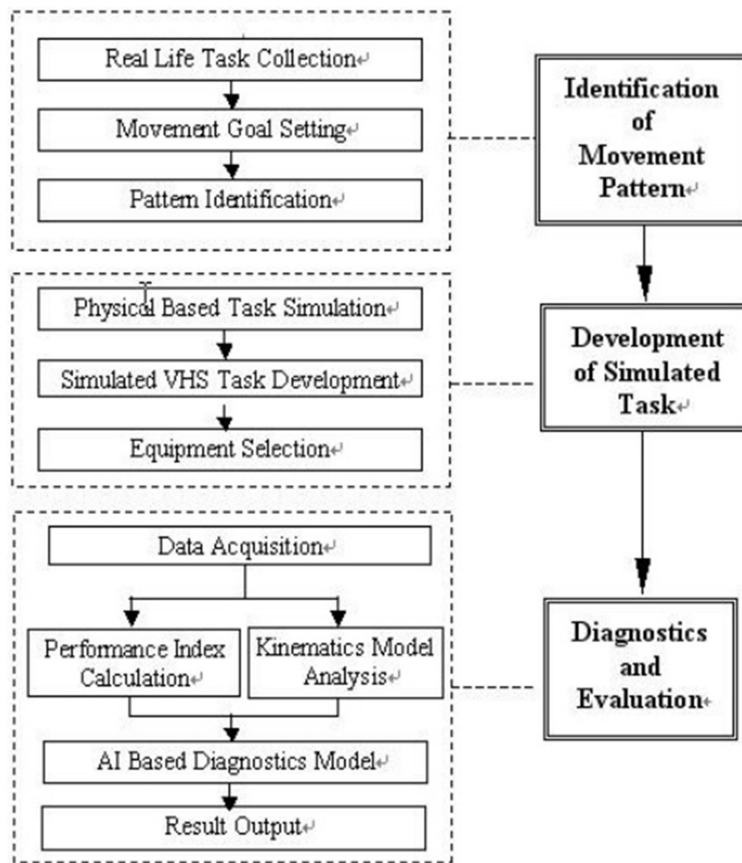 Real Life Task Collection↵
Movement Goal Setting↵
Pattern Identification↵
Identification
of
Movement
Pattern↵
Physical Based Task Simulation↵
Simulated VHS Task Development↵
Equipment Selection↵
Development
of Simulated
Task↵
Data Acquisition↵
Performance Index
Calculation↵
Kinematics Model
Analysis↵
AI Based Diagnostics Model↵
Result Output↵
Diagnostics
and
Evaluation↵